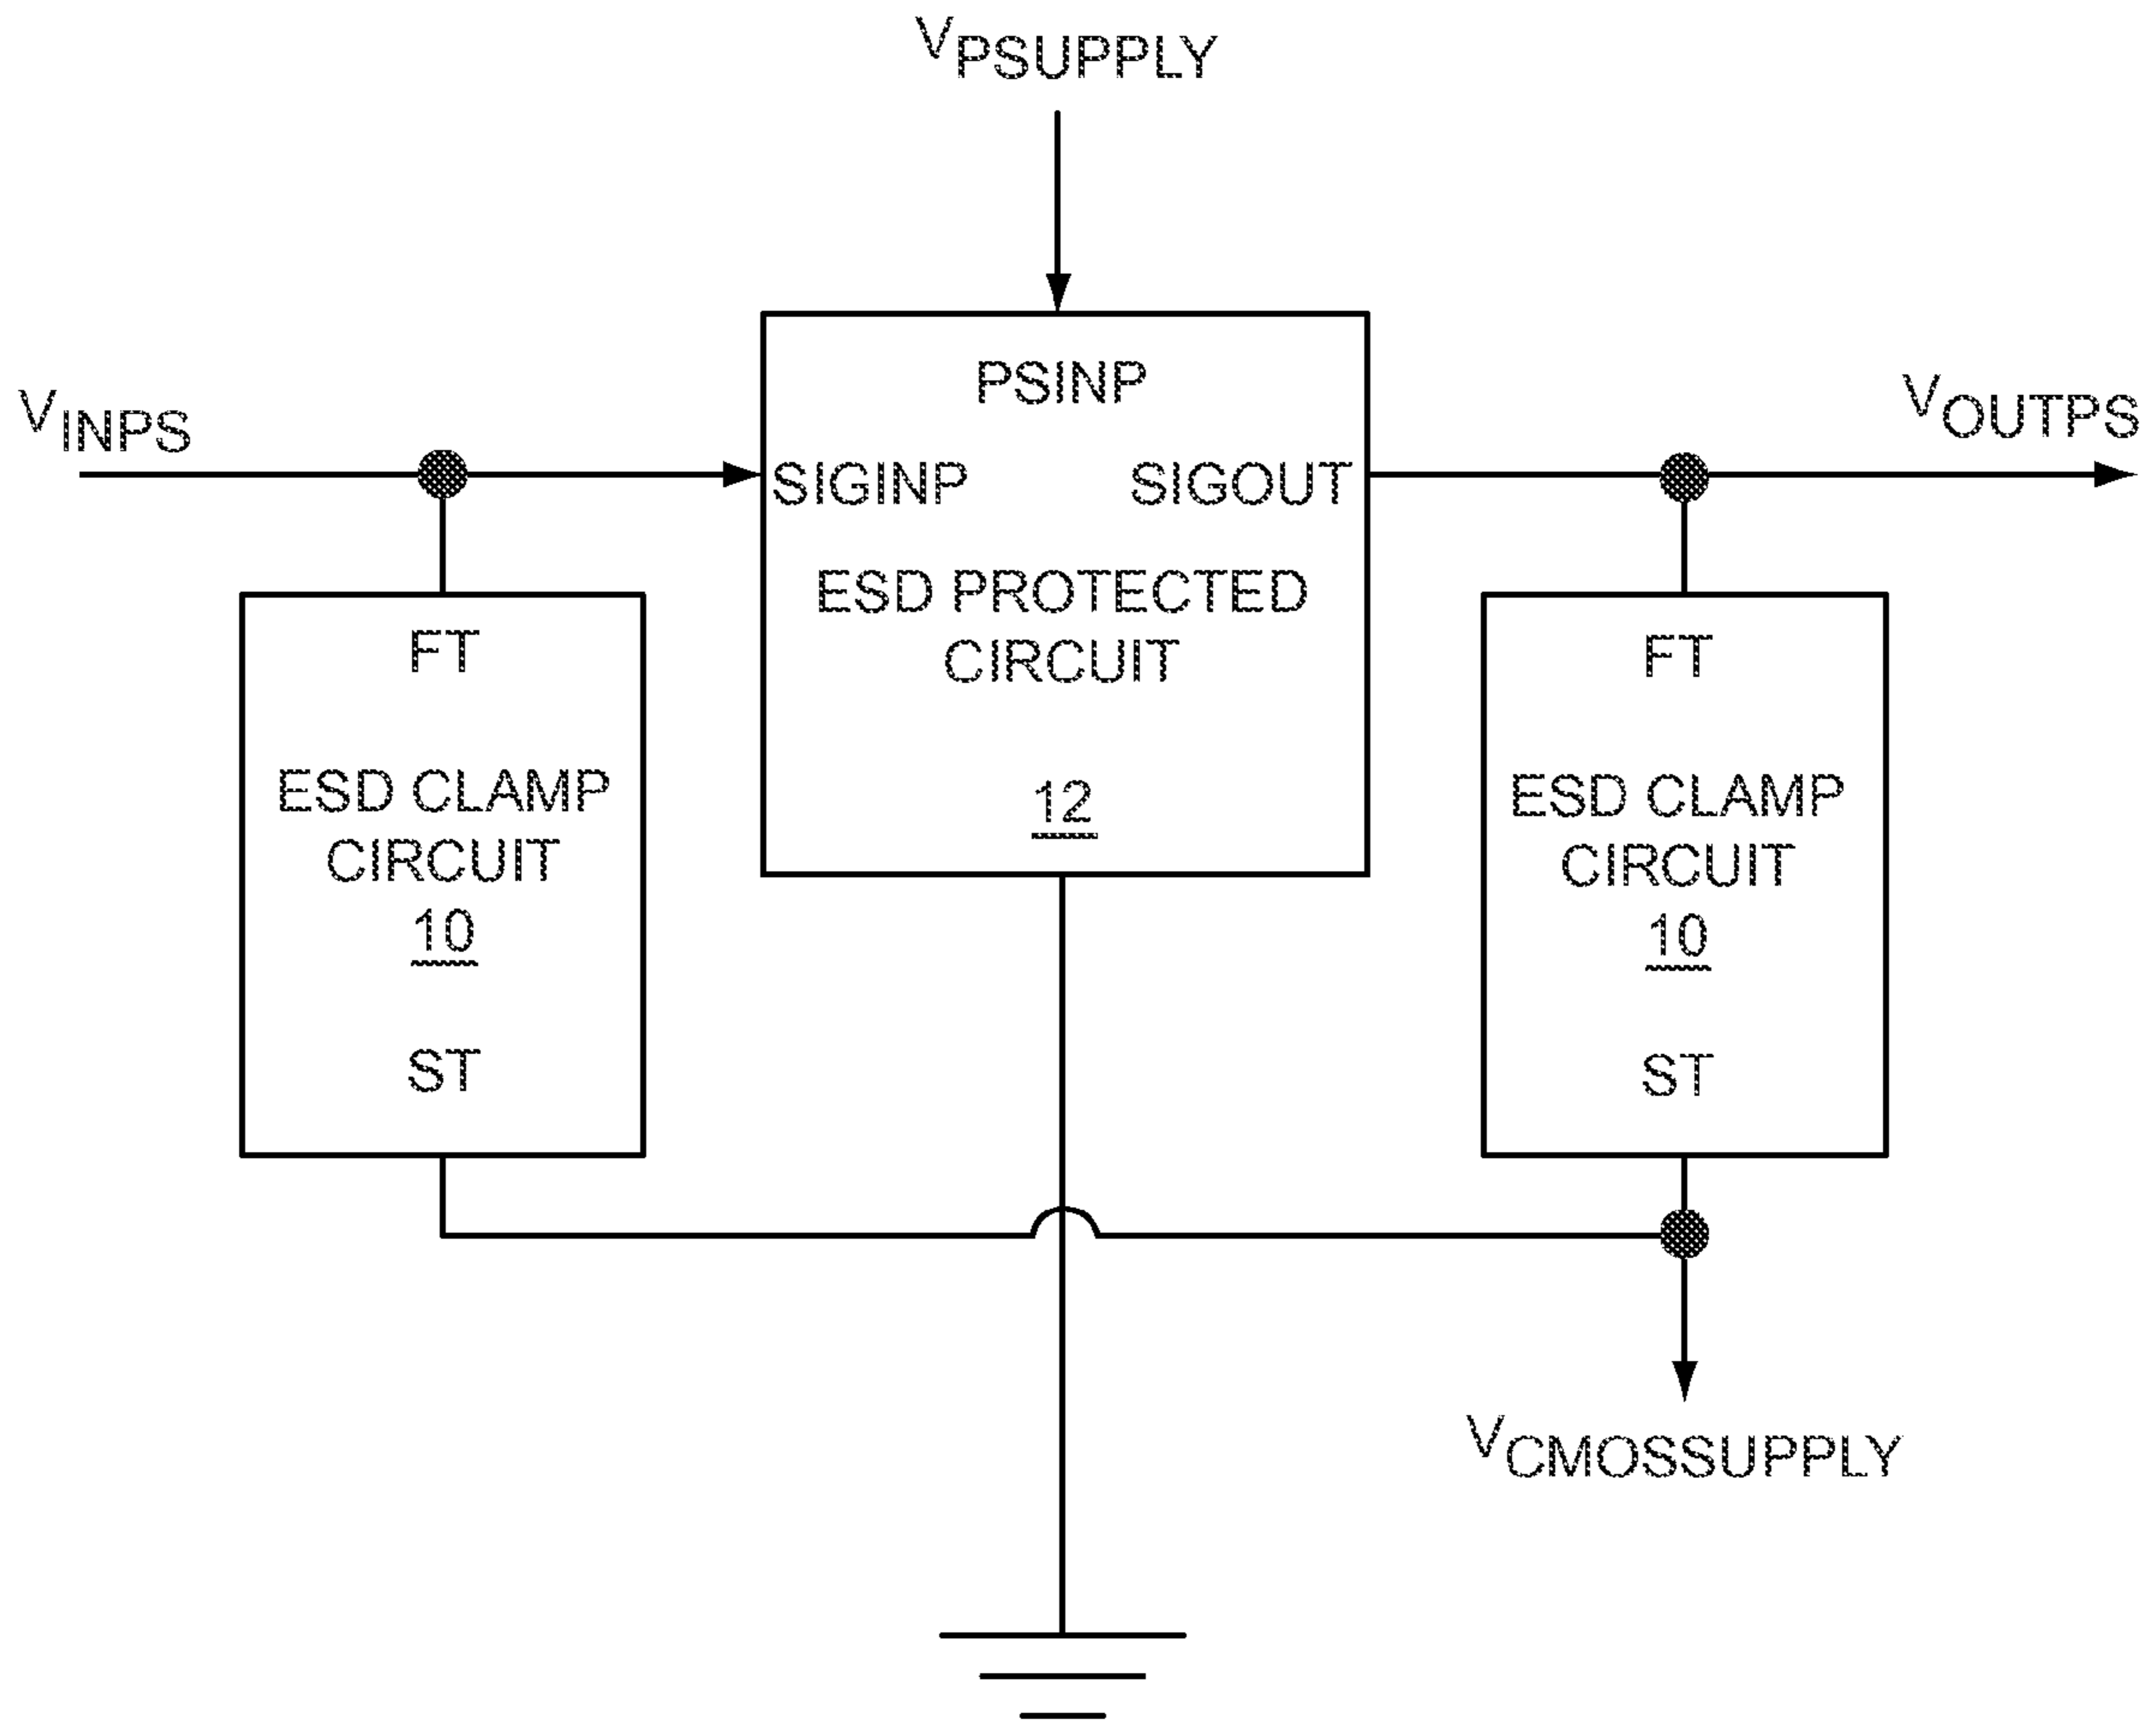 VPSUPPLY
VINPS
VOUTPS
PSINP
SIGINP SIGOUT
ESD PROTECTED
CIRCUIT
12
FT
ESD CLAMP
CIRCUIT
10
ST
FT
ESD CLAMP
CIRCUIT
10
ST
VCMOSSUPPLY